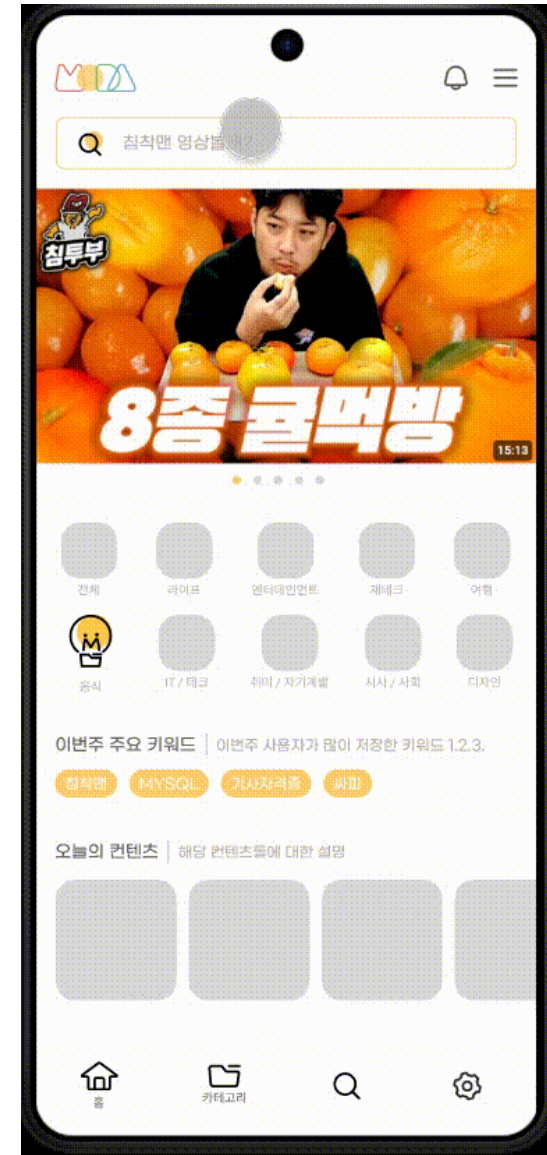 MODA
침착맨 영상볼
침투부
8종 귤먹방
15:13
전체 라이프 엔터테인먼트 재테크 여행
음식 IT / 테크 취미 / 자기계발 시사 / 사회 디자인
이번주 주요 키워드 | 이번주 사용자가 많이 저장한 키워드 1.2.3.
침착맨 MYSQL 기사자격증 싸피
오늘의 컨텐츠 | 해당 컨텐츠들에 대한 설명
홈 카테고리